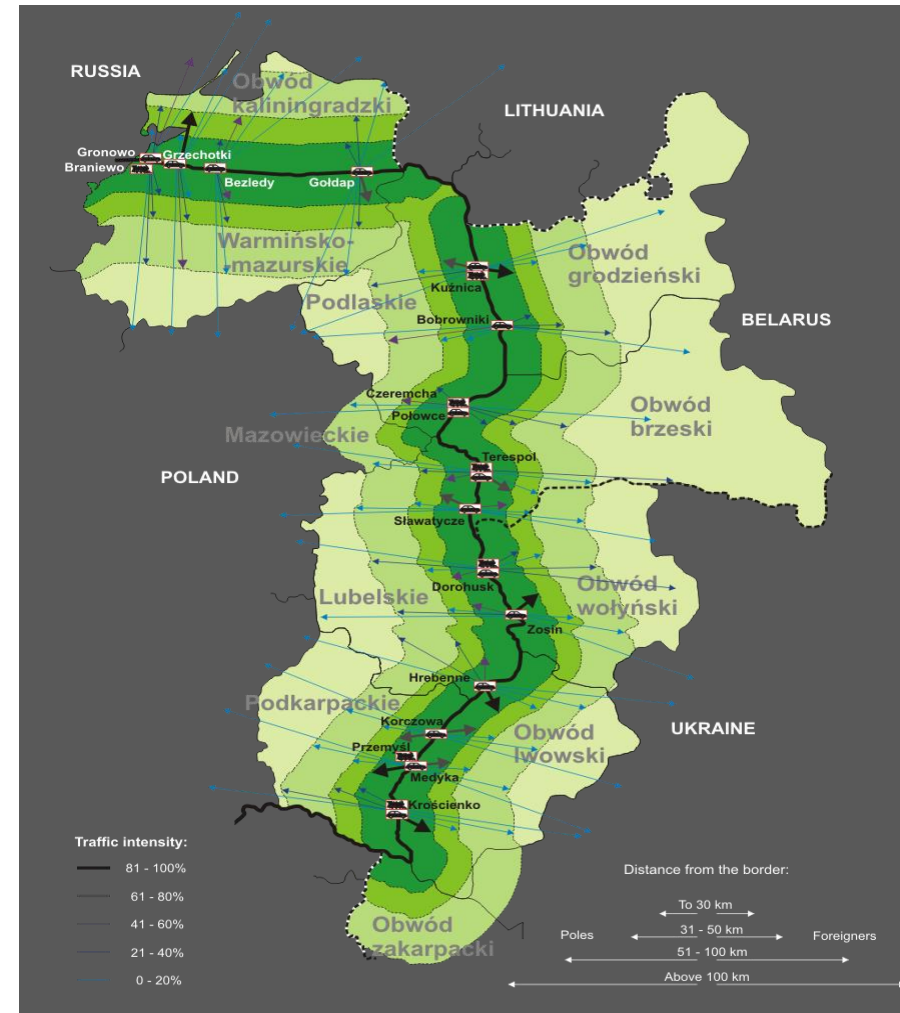 RUSSIA
Obwód
kaliningradzki
LITHUANIA
Gronowo
Grzechotki
Braniewo
Bezledy
Gołdap
Warmińsko-
mazurskie
Obwód
grodzieński
Kuźnica
Podlaskie
Bobrowniki
BELARUS
Czeremcha
Połowce
Obwód
brzeski
Mazowieckie
Terespol
POLAND
Sławatycze
Dorohusk
Obwód
wołyński
Lubelskie
Zosin
Hrebenne
Podkarpackie
Korczowa
UKRAINE
Obwód
lwowski
Przemyśl
Medyka
Krościenko
Obwód
zakarpacki
Traffic intensity:
81 - 100%
61 - 80%
41 - 60%
21 - 40%
0 - 20%
Distance from the border:
To 30 km
31 - 50 km
Poles
Foreigners
51 - 100 km
Above 100 km